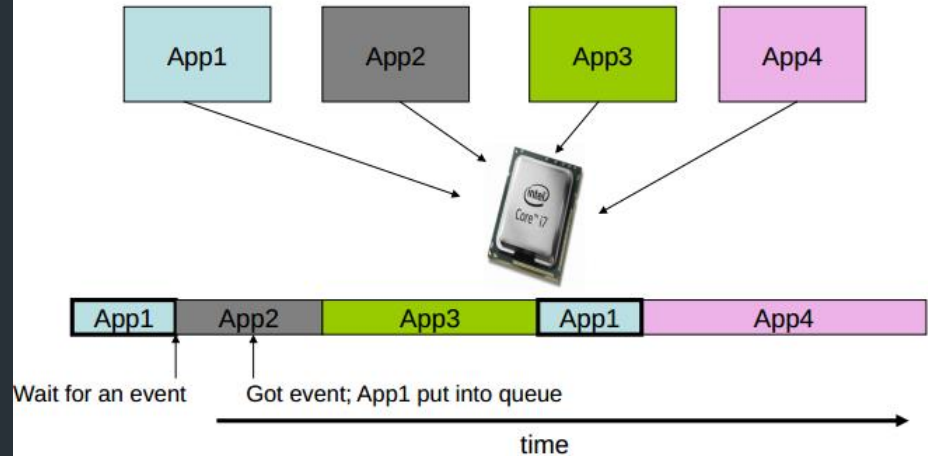 App1
App2
App3
App4
intel
Core™ i7
App1
App2
App3
App1
App4
Wait for an event
Got event; App1 put into queue
time